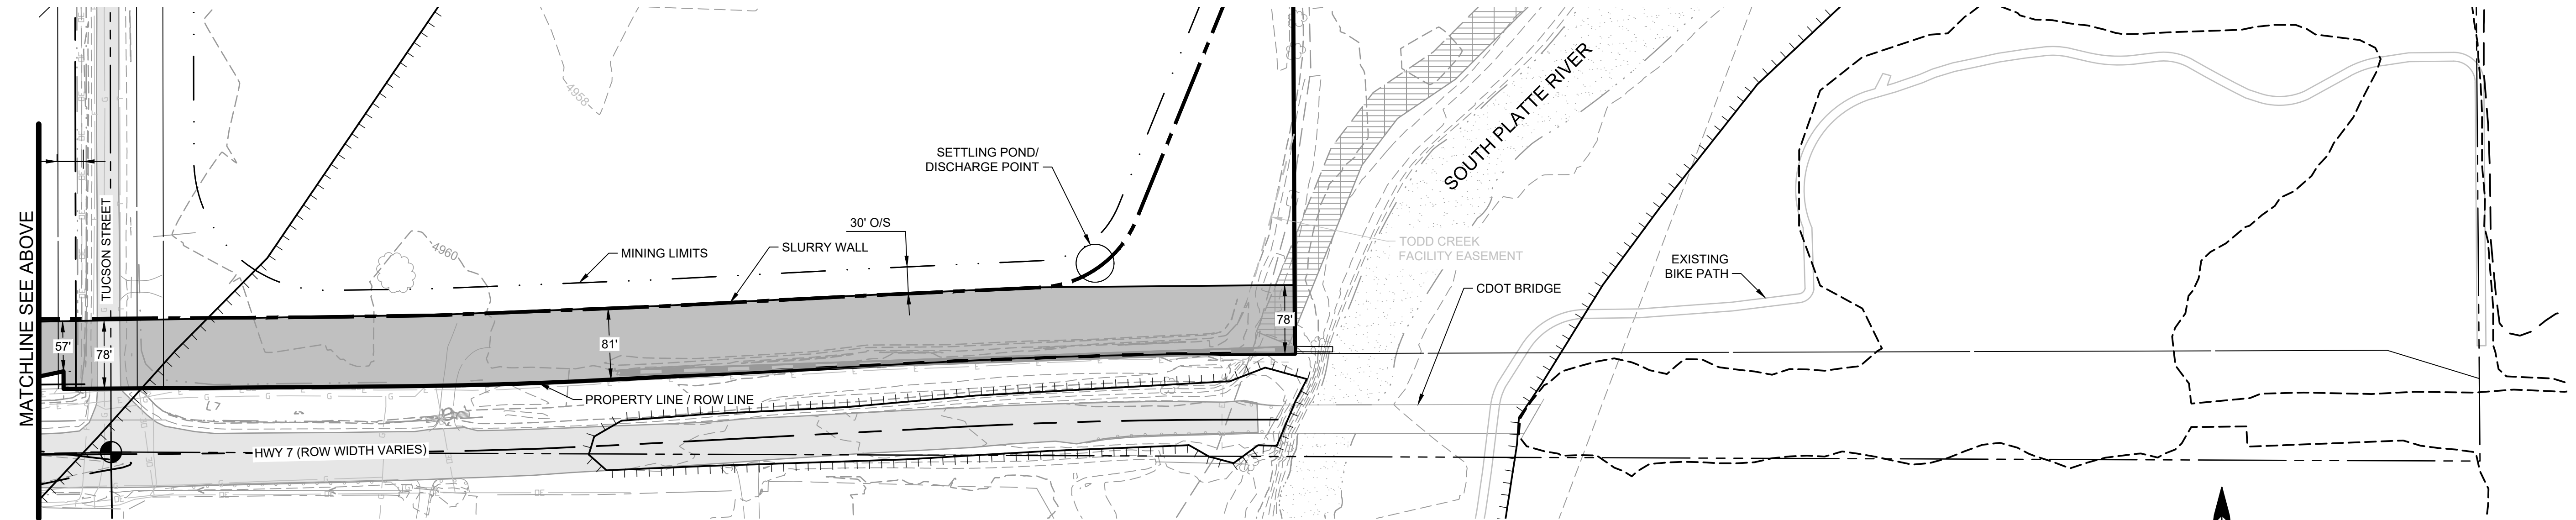 MATCHLINE SEE ABOVE
TUCSON STREET
4958
4960
SETTLING POND/
DISCHARGE POINT
30' O/S
MINING LIMITS
SLURRY WALL
SOUTH PLATTE RIVER
TODD CREEK
FACILITY EASEMENT
EXISTING
BIKE PATH
CDOT BRIDGE
57'
78'
81'
78'
PROPERTY LINE / ROW LINE
HWY 7 (ROW WIDTH VARIES)